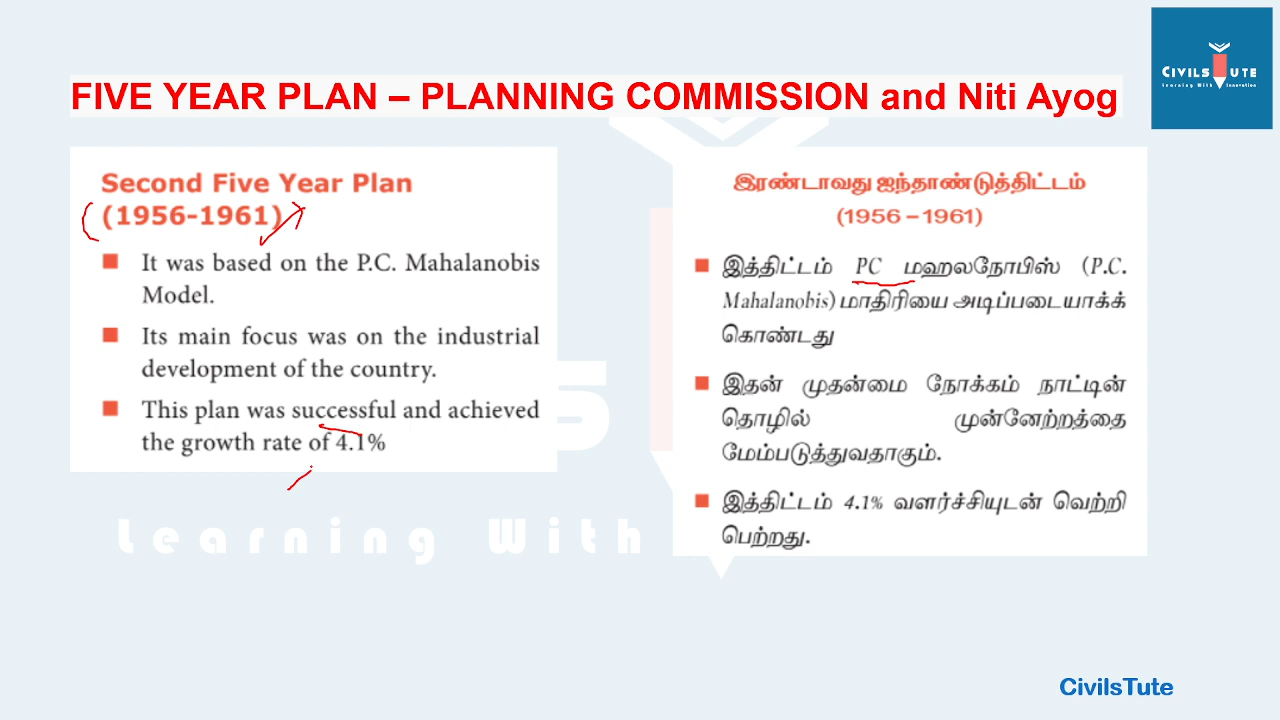 CIVILS TUTE
Learning With Innovation
FIVE YEAR PLAN – PLANNING COMMISSION and Niti Ayog
Second Five Year Plan
(1956-1961)
It was based on the P.C. Mahalanobis
Model.
Its main focus was on the industrial
development of the country.
This plan was successful and achieved
the growth rate of 4.1%
இரண்டாவது ஐந்தாண்டுத்திட்டம்
(1956 – 1961)
இத்திட்டம் PC மஹலநோபிஸ் (P.C.
Mahalanobis) மாதிரியை அடிப்படையாக்க்
கொண்டது
இதன் முதன்மை நோக்கம் நாட்டின்
தொழில் முன்னேற்றத்தை
மேம்படுத்துவதாகும்.
இத்திட்டம் 4.1% வளர்ச்சியுடன் வெற்றி
பெற்றது.
S
Learning With
CivilsTute